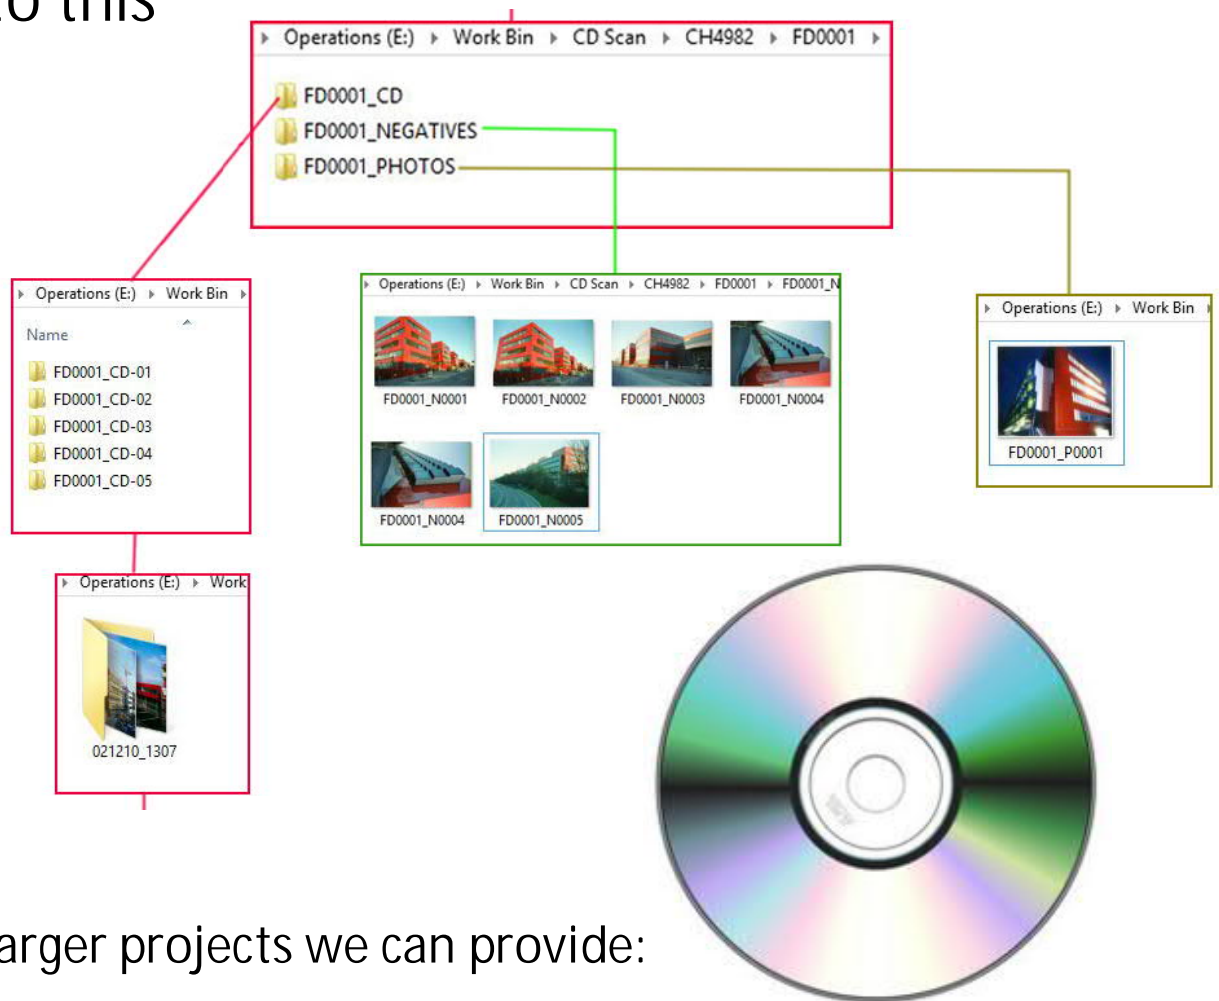 to this
Operations (E:) Work Bin CD Scan CH4982 FD0001
FD0001_CD
FD0001_NEGATIVES
FD0001_PHOTOS
Operations (E:) Work Bin
Name
FD0001_CD-01
FD0001_CD-02
FD0001_CD-03
FD0001_CD-04
FD0001_CD-05
Operations (E:) Work Bin CD Scan CH4982 FD0001 FD0001_N
FD0001_N0001 FD0001_N0002 FD0001_N0003 FD0001_N0004
FD0001_N0004 FD0001_N0005
Operations (E:) Work Bin
FD0001_P0001
Operations (E:) Work
021210_1307
arger projects we can provide: